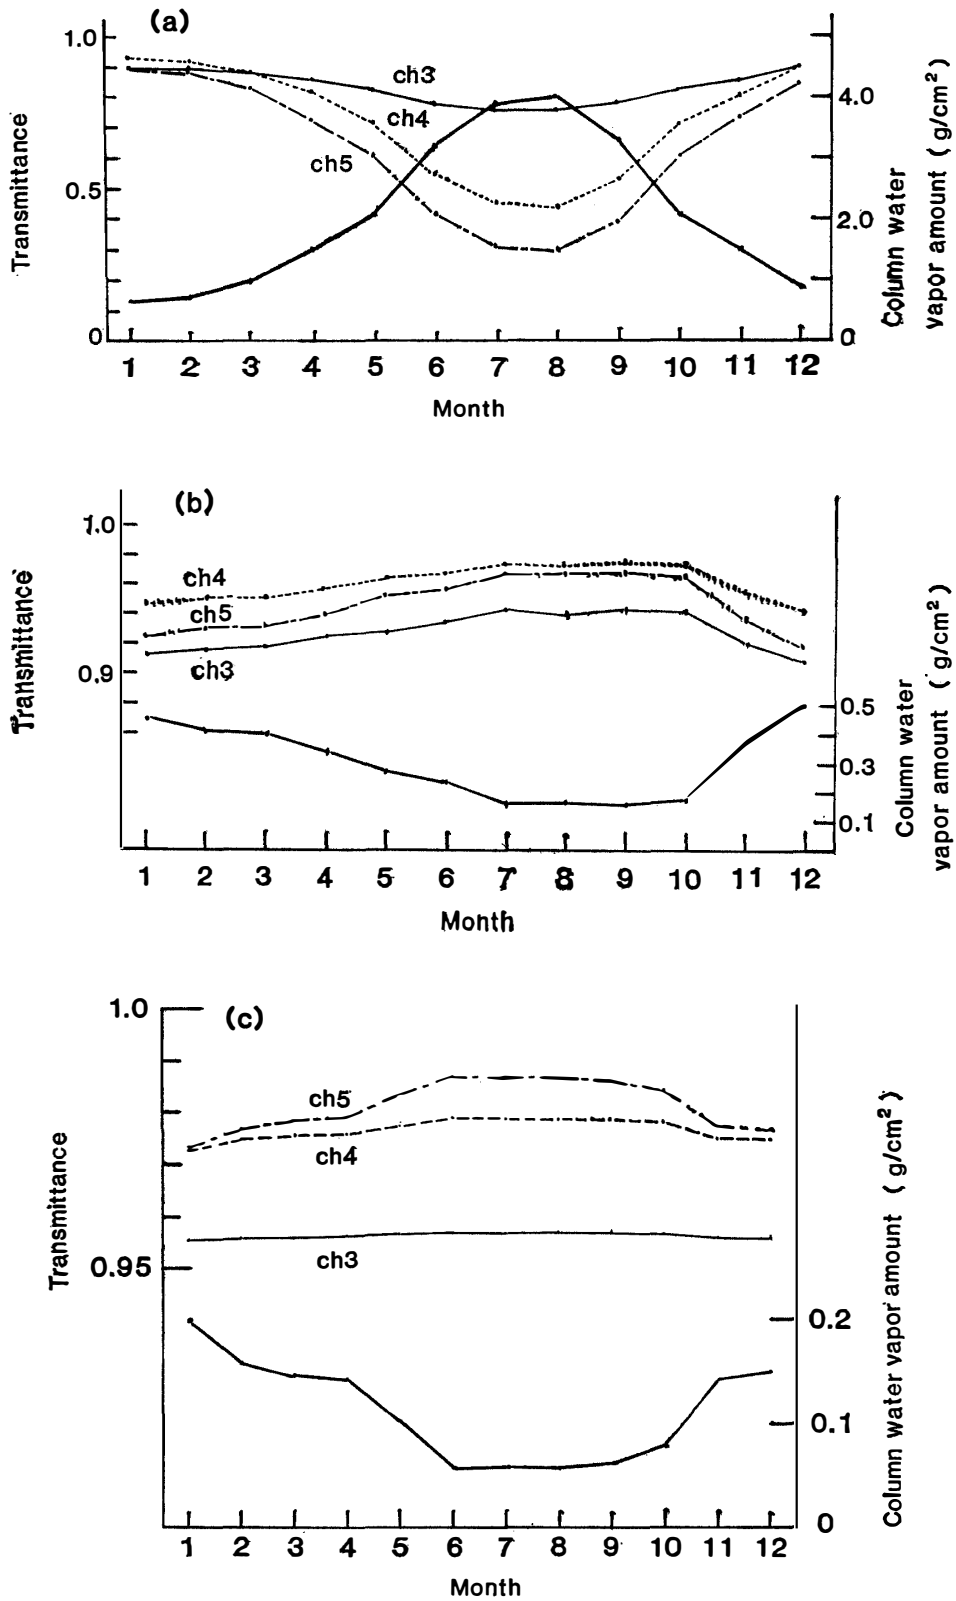 (a)
Transmittance
1.0
0.5
0
ch3
ch4
ch5
4.0
2.0
0
Column water
vapor amount (g/cm²)
1 2 3 4 5 6 7 8 9 10 11 12
Month
(b)
Transmittance
1.0
0.9
ch4
ch5
ch3
0.5
0.3
0.1
Column water
vapor amount (g/cm²)
1 2 3 4 5 6 7 8 9 10 11 12
Month
(c)
Transmittance
1.0
0.95
ch5
ch4
ch3
0.2
0.1
0
Column water vapor amount (g/cm²)
1 2 3 4 5 6 7 8 9 10 11 12
Month